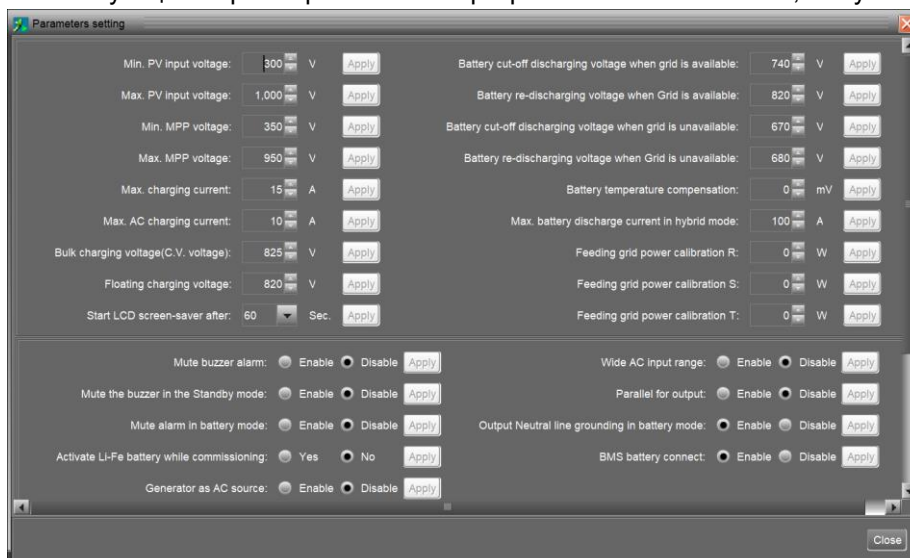 Parameters setting
Min. PV input voltage: 300 V Apply
Battery cut-off discharging voltage when grid is available: 740 V Apply
Max. PV input voltage: 1,000 V Apply
Battery re-discharging voltage when Grid is available: 820 V Apply
Min. MPP voltage: 350 V Apply
Battery cut-off discharging voltage when grid is unavailable: 670 V Apply
Max. MPP voltage: 950 V Apply
Battery re-discharging voltage when Grid is unavailable: 680 V Apply
Max. charging current: 15 A Apply
Battery temperature compensation: 0 mV Apply
Max. AC charging current: 10 A Apply
Max. battery discharge current in hybrid mode: 100 A Apply
Bulk charging voltage(C.V. voltage): 825 V Apply
Feeding grid power calibration R: 0 W Apply
Floating charging voltage: 820 V Apply
Feeding grid power calibration S: 0 W Apply
Start LCD screen-saver after: 60 Sec. Apply
Feeding grid power calibration T: 0 W Apply
Mute buzzer alarm: Enable Disable Apply
Wide AC input range: Enable Disable Apply
Mute the buzzer in the Standby mode: Enable Disable Apply
Parallel for output: Enable Disable Apply
Mute alarm in battery mode: Enable Disable Apply
Output Neutral line grounding in battery mode: Enable Disable Apply
Activate Li-Fe battery while commissioning: Yes No Apply
BMS battery connect: Enable Disable Apply
Generator as AC source: Enable Disable Apply
Close